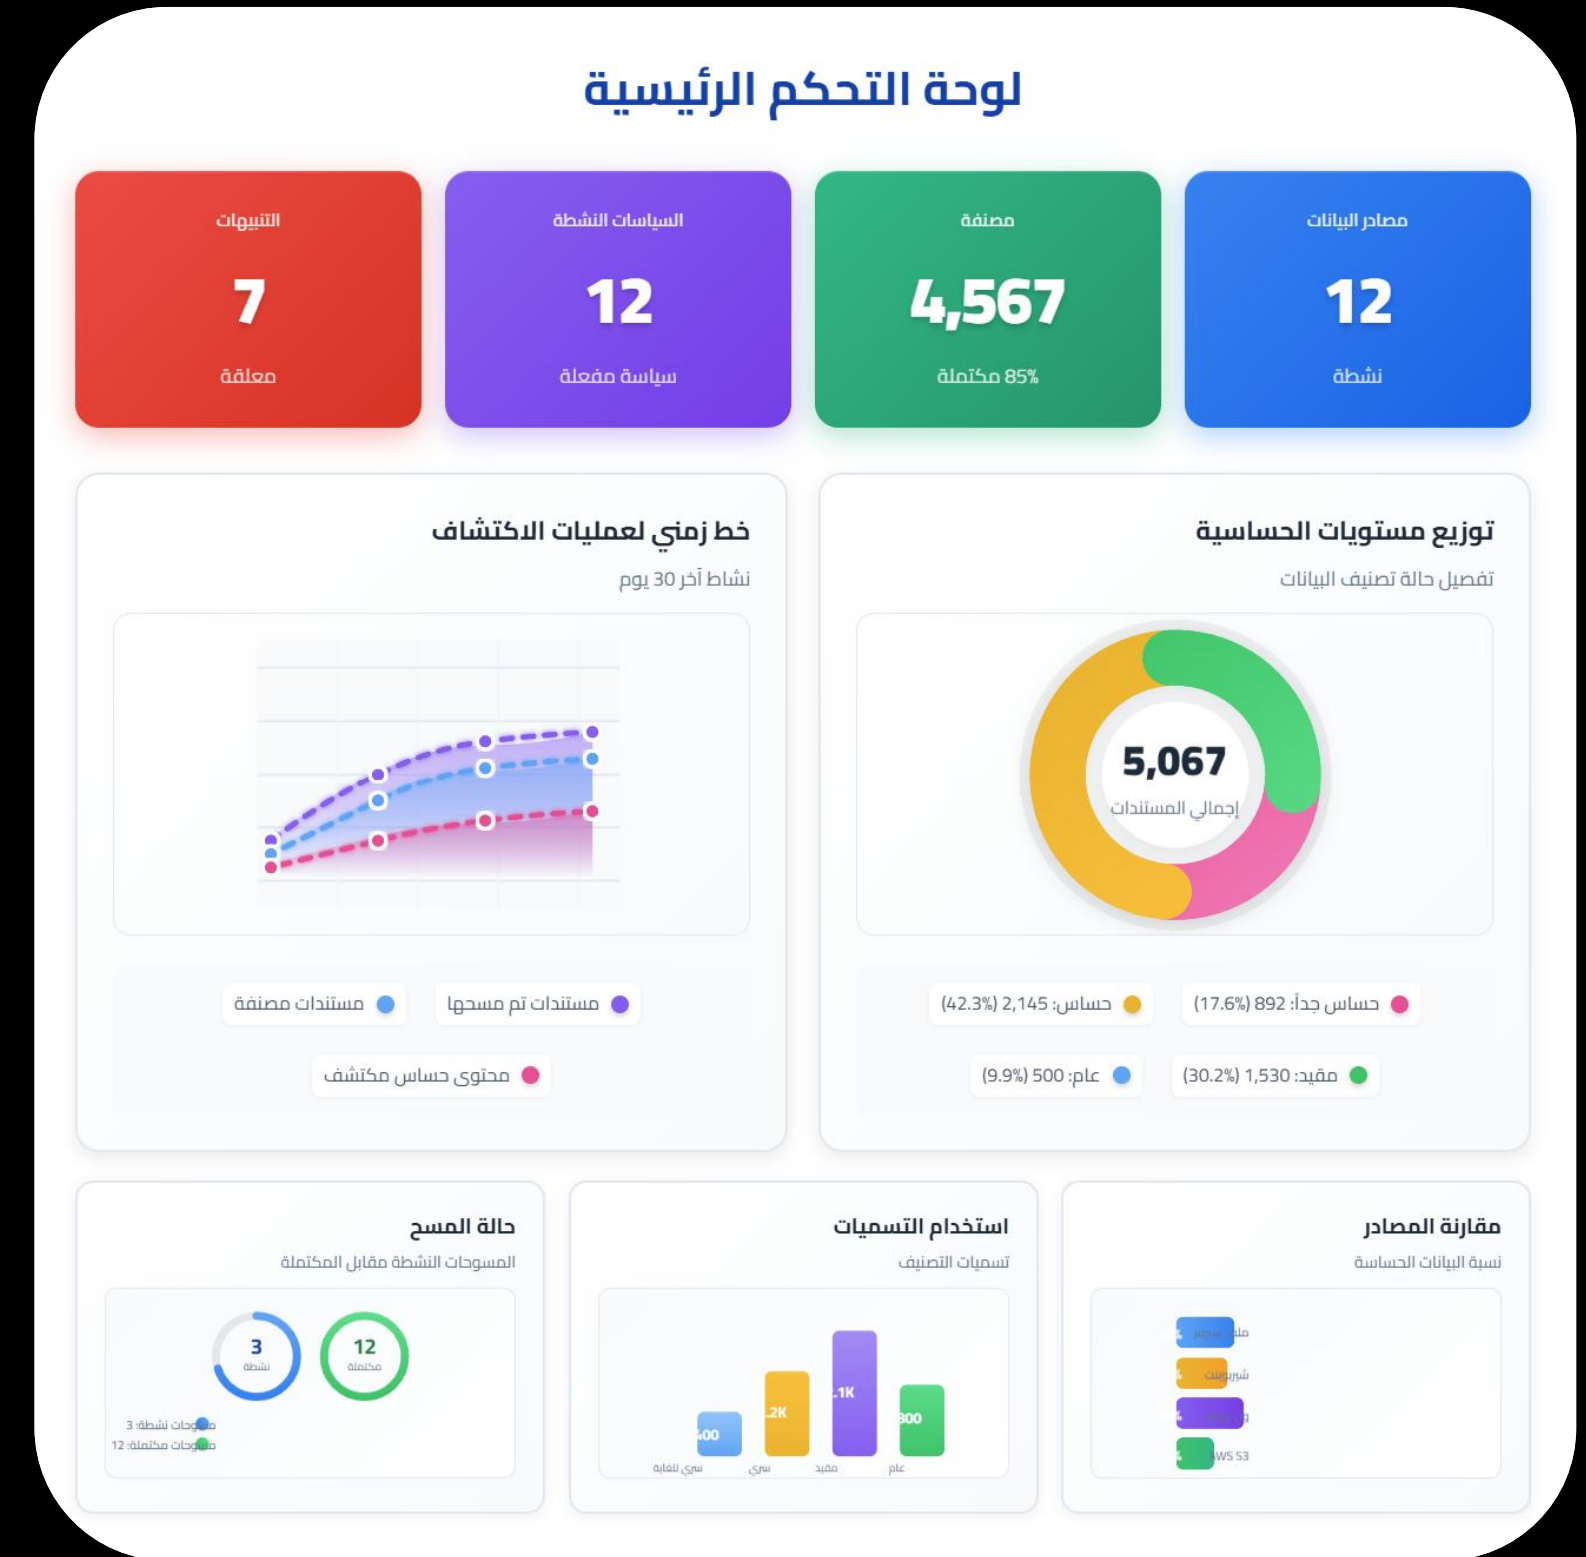 لوحة التحكم الرئيسية
مصادر البيانات
12
نشطة
مصنفة
4,567
85% مكتملة
السياسات النشطة
12
سياسة مفعلة
التنبيهات
7
معلقة
توزيع مستويات الحساسية
تفصيل حالة تصنيف البيانات
5,067
إجمالي المستندات
حساس جداً: 892 (17.6%)
حساس: 2,145 (42.3%)
مقيد: 1,530 (30.2%)
عام: 500 (9.9%)
خط زمني لعمليات الاكتشاف
نشاط آخر 30 يوم
مستندات تم مسحها
مستندات مصنفة
محتوى حساس مكتشف
مقارنة المصادر
نسبة البيانات الحساسة
شيربوينت
AWS S3
استخدام التسميات
تسميات التصنيف
.1K
.2K
عام
مقيد
سري
سري للغاية
حالة المسح
المسوحات النشطة مقابل المكتملة
12
مكتملة
3
نشطة
مسوحات نشطة: 3
مسوحات مكتملة: 12